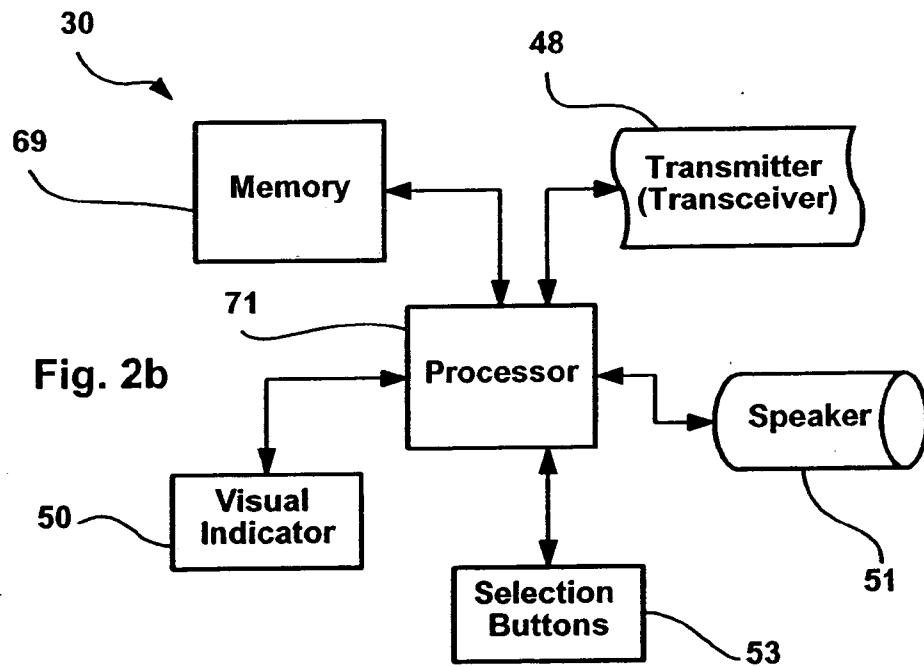 30
48
69
Memory
Transmitter
(Transceiver)
71
Fig. 2b
Processor
Speaker
50
Visual
Indicator
51
Selection
Buttons
53